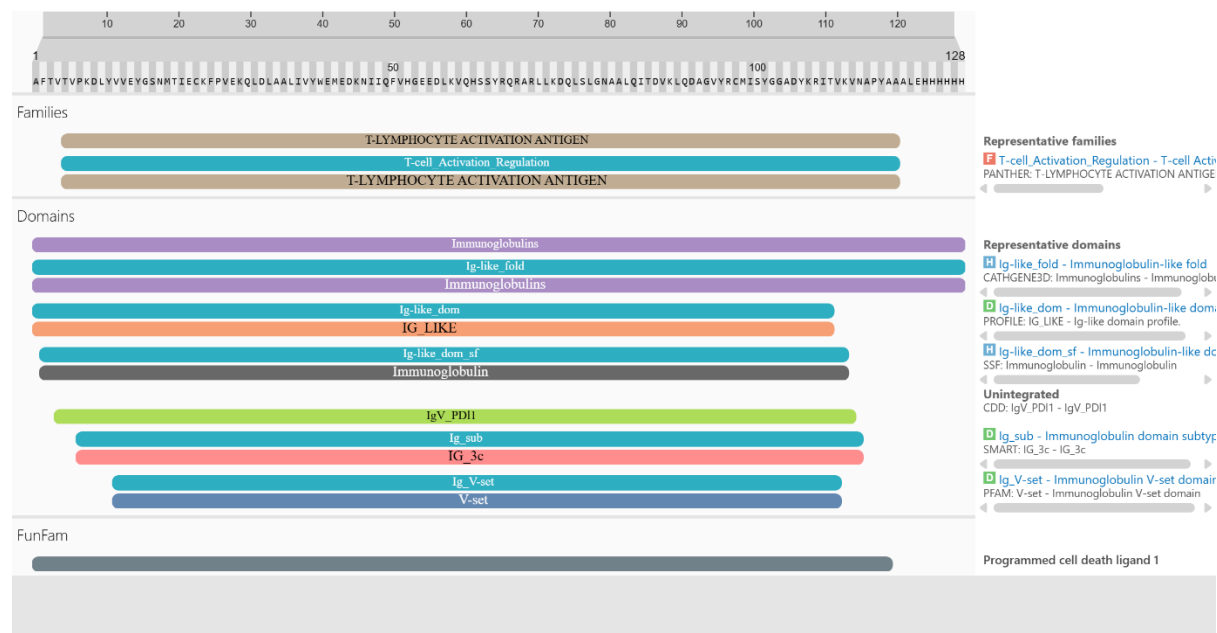 10 20 30 40 50 60 70 80 90 100 110 120
1 128
50 100
AFTVTVPKDLYVVEYGSNMTIECKFPVEKQLDLAALIVYWEMEDKNIIQFVHGEEDLKVQHSSYRQRARLLKDQLSLGNAALQITDVKLQDAGVYRCMISYGGADYKRITVKVNAPYAAALEHHHHHH
Families
T-LYMPHOCYTE ACTIVATION ANTIGEN
Representative families
T-cell_Activation_Regulation
F T-cell_Activation_Regulation - T-cell Activ
T-LYMPHOCYTE ACTIVATION ANTIGEN
PANTHER: T-LYMPHOCYTE ACTIVATION ANTIGE
Domains
Immunoglobulins
Representative domains
Ig-like_fold
H Ig-like_fold - Immunoglobulin-like fold
Immunoglobulins
CATHGENE3D: Immunoglobulins - Immunoglobu
Ig-like_dom
D Ig-like_dom - Immunoglobulin-like doma
IG_LIKE
PROFILE: IG_LIKE - Ig-like domain profile.
Ig-like_dom_sf
H Ig-like_dom_sf - Immunoglobulin-like do
Immunoglobulin
SSF: Immunoglobulin - Immunoglobulin
Unintegrated
IgV_PDl1
CDD: IgV_PDl1 - IgV_PDl1
Ig_sub
D Ig_sub - Immunoglobulin domain subtyp
IG_3c
SMART: IG_3c - IG_3c
Ig_V-set
D Ig_V-set - Immunoglobulin V-set domain
V-set
PFAM: V-set - Immunoglobulin V-set domain
FunFam
Programmed cell death ligand 1